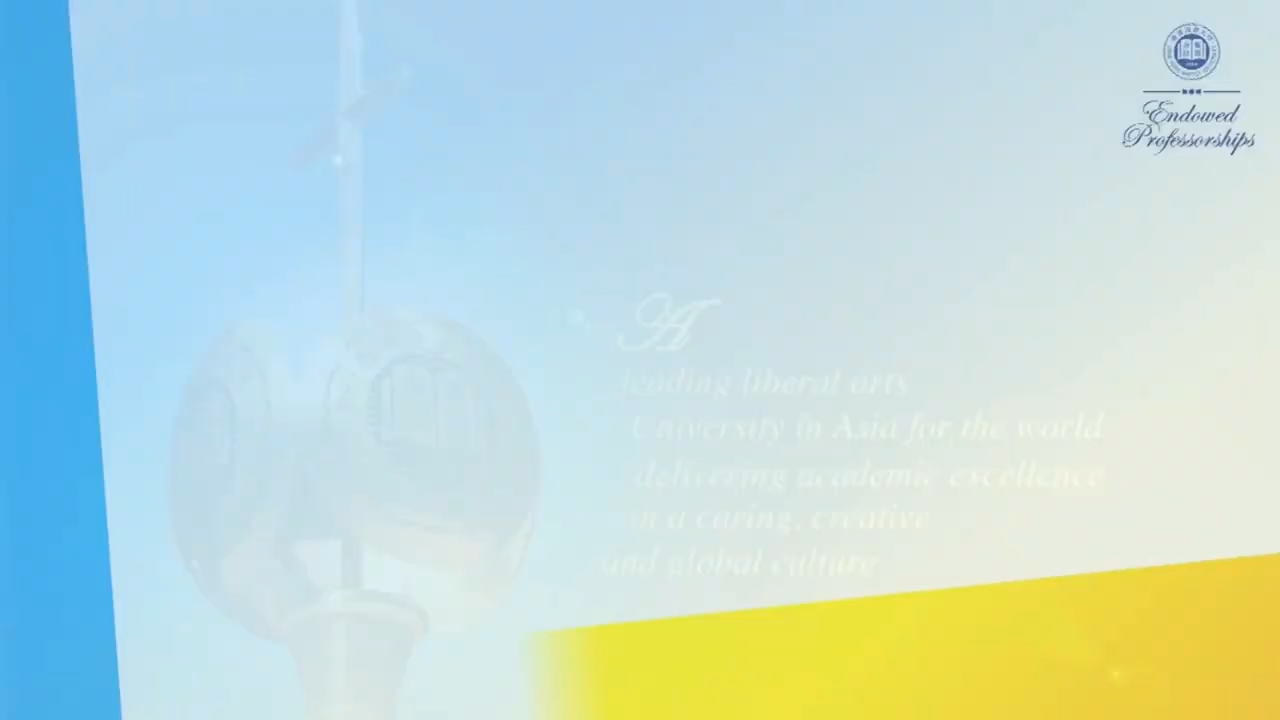 Endowed
Professorships
A
leading liberal arts
University in Asia for the world
delivering academic excellence
in a caring, creative
and global culture